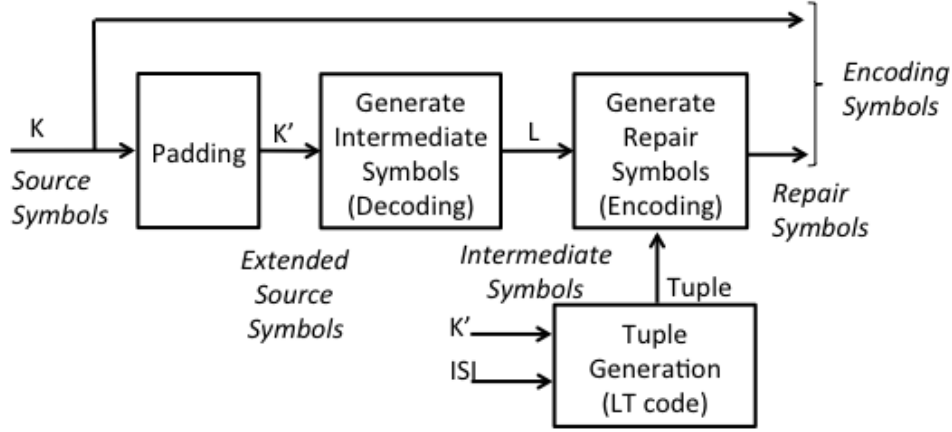 K
Source
Symbols
Padding
K’
Extended
Source
Symbols
Generate
Intermediate
Symbols
(Decoding)
L
Intermediate
Symbols
Generate
Repair
Symbols
(Encoding)
Encoding
Symbols
Repair
Symbols
Tuple
K’
ISI
Tuple
Generation
(LT code)